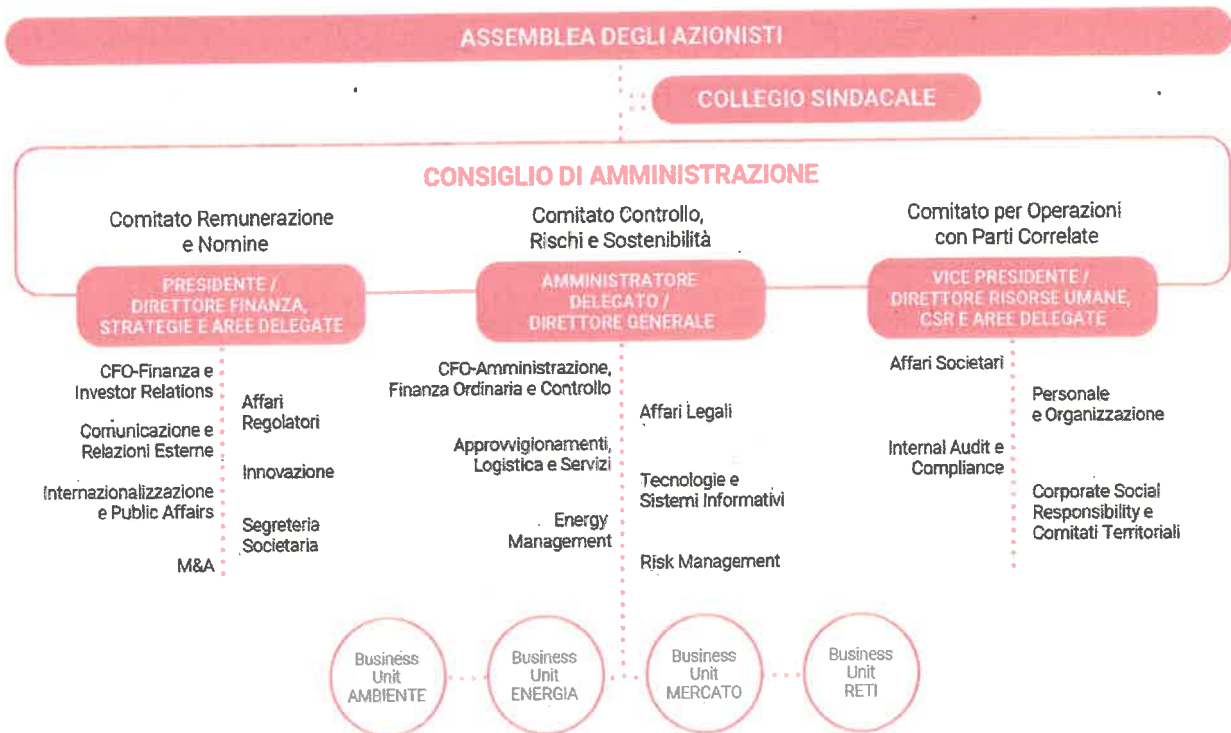 ASSEMBLEA DEGLI AZIONISTI
COLLEGIO SINDACALE
CONSIGLIO DI AMMINISTRAZIONE
Comitato Remunerazione
e Nomine
Comitato Controllo,
Rischi e Sostenibilità
Comitato per Operazioni
con Parti Correlate
PRESIDENTE /
DIRETTORE FINANZA,
STRATEGIE E AREE DELEGATE
AMMINISTRATORE
DELEGATO /
DIRETTORE GENERALE
VICE PRESIDENTE /
DIRETTORE RISORSE UMANE,
CSR E AREE DELEGATE
CFO-Finanza e
Investor Relations
Affari
Regolatori
Comunicazione e
Relazioni Esterne
Innovazione
Internazionalizzazione
e Public Affairs
Segreteria
Societaria
M&A
CFO-Amministrazione,
Finanza Ordinaria e Controllo
Affari Legali
Approvvigionamenti,
Logistica e Servizi
Tecnologie e
Sistemi Informativi
Energy
Management
Risk Management
Affari Societari
Personale
e Organizzazione
Internal Audit e
Compliance
Corporate Social
Responsibility e
Comitati Territoriali
Business
Unit
AMBIENTE
Business
Unit
ENERGIA
Business
Unit
MERCATO
Business
Unit
RETI